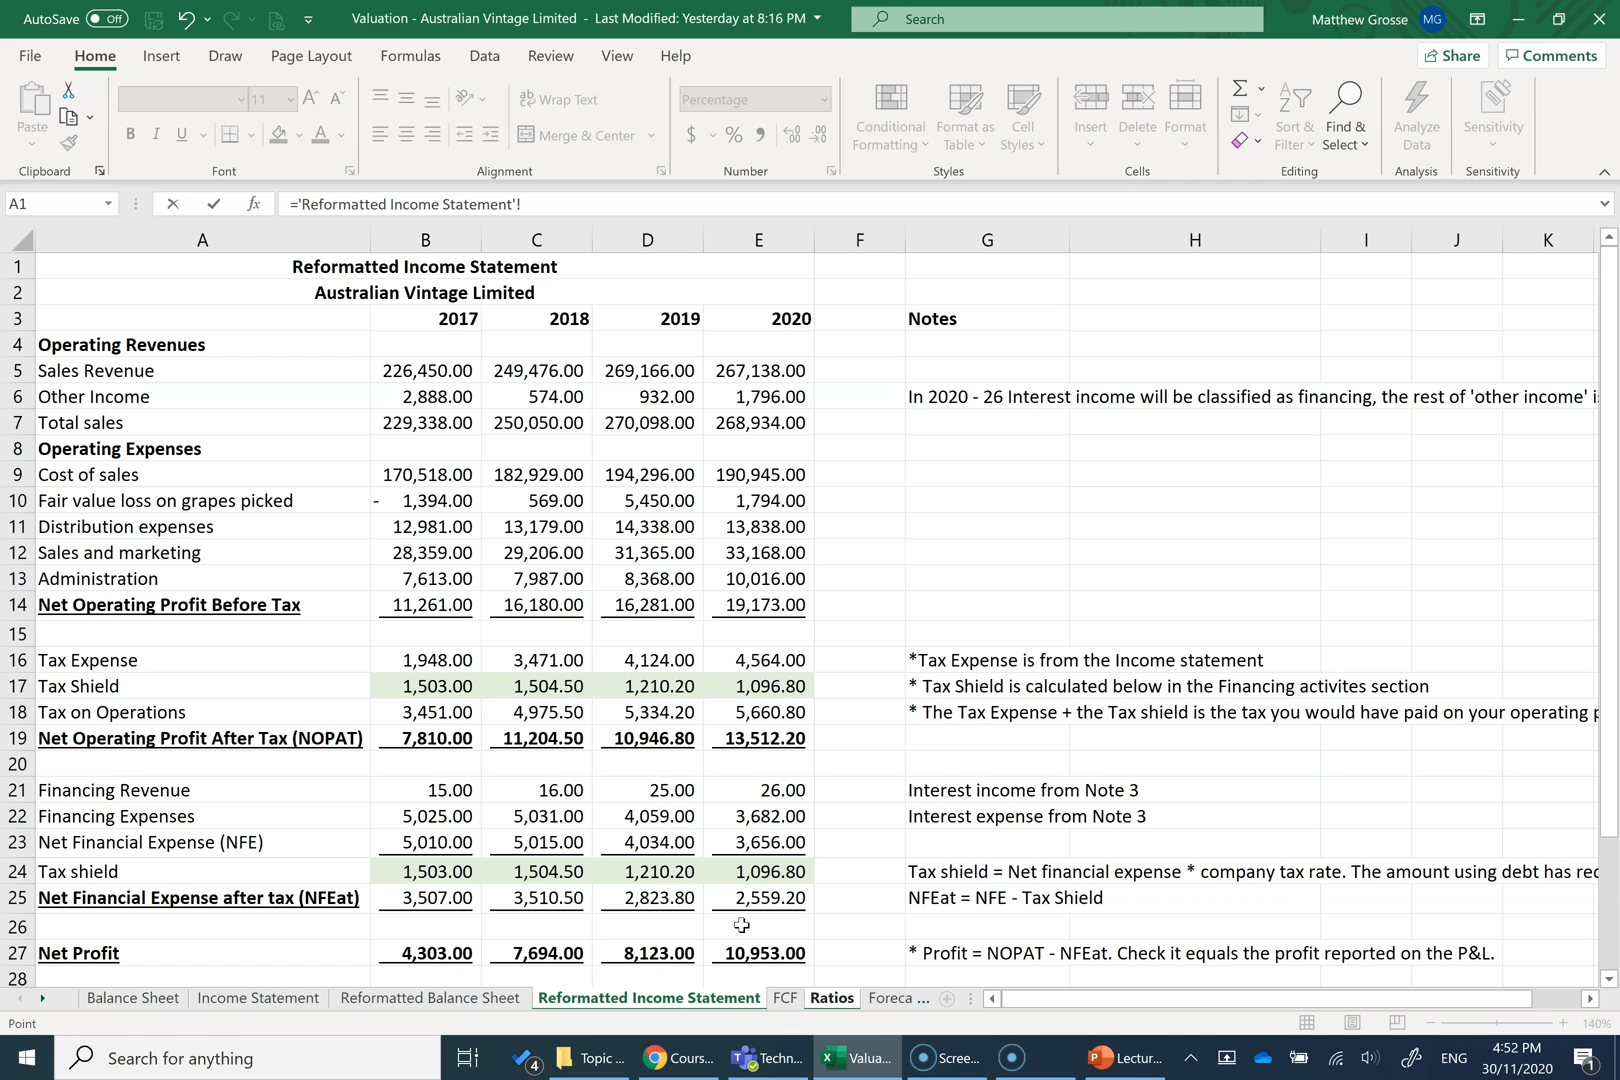 AutoSave Off Valuation - Australian Vintage Limited - Last Modified: Yesterday at 8:16 PM Search Matthew Grosse MG
File Home Insert Draw Page Layout Formulas Data Review View Help Share Comments
11 Wrap Text Percentage
Paste B I U Merge & Center $ % Conditional Formatting Format as Table Cell Styles Insert Delete Format Sort & Filter Find & Select Analyze Data Sensitivity
Clipboard Font Alignment Number Styles Cells Editing Analysis Sensitivity
A1 fx ='Reformatted Income Statement'!
A B C D E F G H I J K
1 Reformatted Income Statement
2 Australian Vintage Limited
3 2017 2018 2019 2020 Notes
4 Operating Revenues
5 Sales Revenue 226,450.00 249,476.00 269,166.00 267,138.00
6 Other Income 2,888.00 574.00 932.00 1,796.00 In 2020 - 26 Interest income will be classified as financing, the rest of 'other income' i
7 Total sales 229,338.00 250,050.00 270,098.00 268,934.00
8 Operating Expenses
9 Cost of sales 170,518.00 182,929.00 194,296.00 190,945.00
10 Fair value loss on grapes picked - 1,394.00 569.00 5,450.00 1,794.00
11 Distribution expenses 12,981.00 13,179.00 14,338.00 13,838.00
12 Sales and marketing 28,359.00 29,206.00 31,365.00 33,168.00
13 Administration 7,613.00 7,987.00 8,368.00 10,016.00
14 Net Operating Profit Before Tax 11,261.00 16,180.00 16,281.00 19,173.00
15
16 Tax Expense 1,948.00 3,471.00 4,124.00 4,564.00 *Tax Expense is from the Income statement
17 Tax Shield 1,503.00 1,504.50 1,210.20 1,096.80 * Tax Shield is calculated below in the Financing activites section
18 Tax on Operations 3,451.00 4,975.50 5,334.20 5,660.80 * The Tax Expense + the Tax shield is the tax you would have paid on your operating p
19 Net Operating Profit After Tax (NOPAT) 7,810.00 11,204.50 10,946.80 13,512.20
20
21 Financing Revenue 15.00 16.00 25.00 26.00 Interest income from Note 3
22 Financing Expenses 5,025.00 5,031.00 4,059.00 3,682.00 Interest expense from Note 3
23 Net Financial Expense (NFE) 5,010.00 5,015.00 4,034.00 3,656.00
24 Tax shield 1,503.00 1,504.50 1,210.20 1,096.80 Tax shield = Net financial expense * company tax rate. The amount using debt has rec
25 Net Financial Expense after tax (NFEat) 3,507.00 3,510.50 2,823.80 2,559.20 NFEat = NFE - Tax Shield
26
27 Net Profit 4,303.00 7,694.00 8,123.00 10,953.00 * Profit = NOPAT - NFEat. Check it equals the profit reported on the P&L.
28
Balance Sheet Income Statement Reformatted Balance Sheet Reformatted Income Statement FCF Ratios Foreca ...
Point 140%
Search for anything 4 Topic ... Cours... Techn... Valua... Scree... Lectur... ENG 4:52 PM
30/11/2020 1